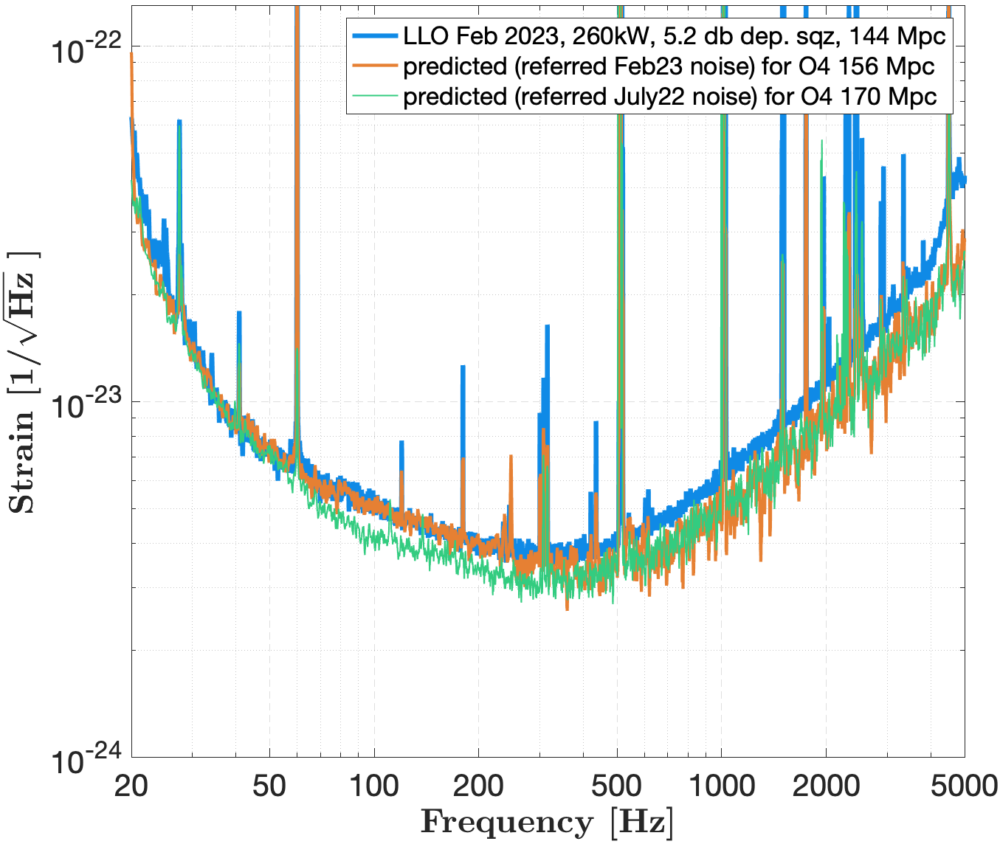 LLO Feb 2023, 260kW, 5.2 db dep. sqz, 144 Mpc
predicted (referred Feb23 noise) for O4 156 Mpc
predicted (referred July22 noise) for O4 170 Mpc
10-22
10-23
10-24
Strain [1/√Hz ]
20 50 100 200 500 1000 2000 5000
Frequency [Hz]